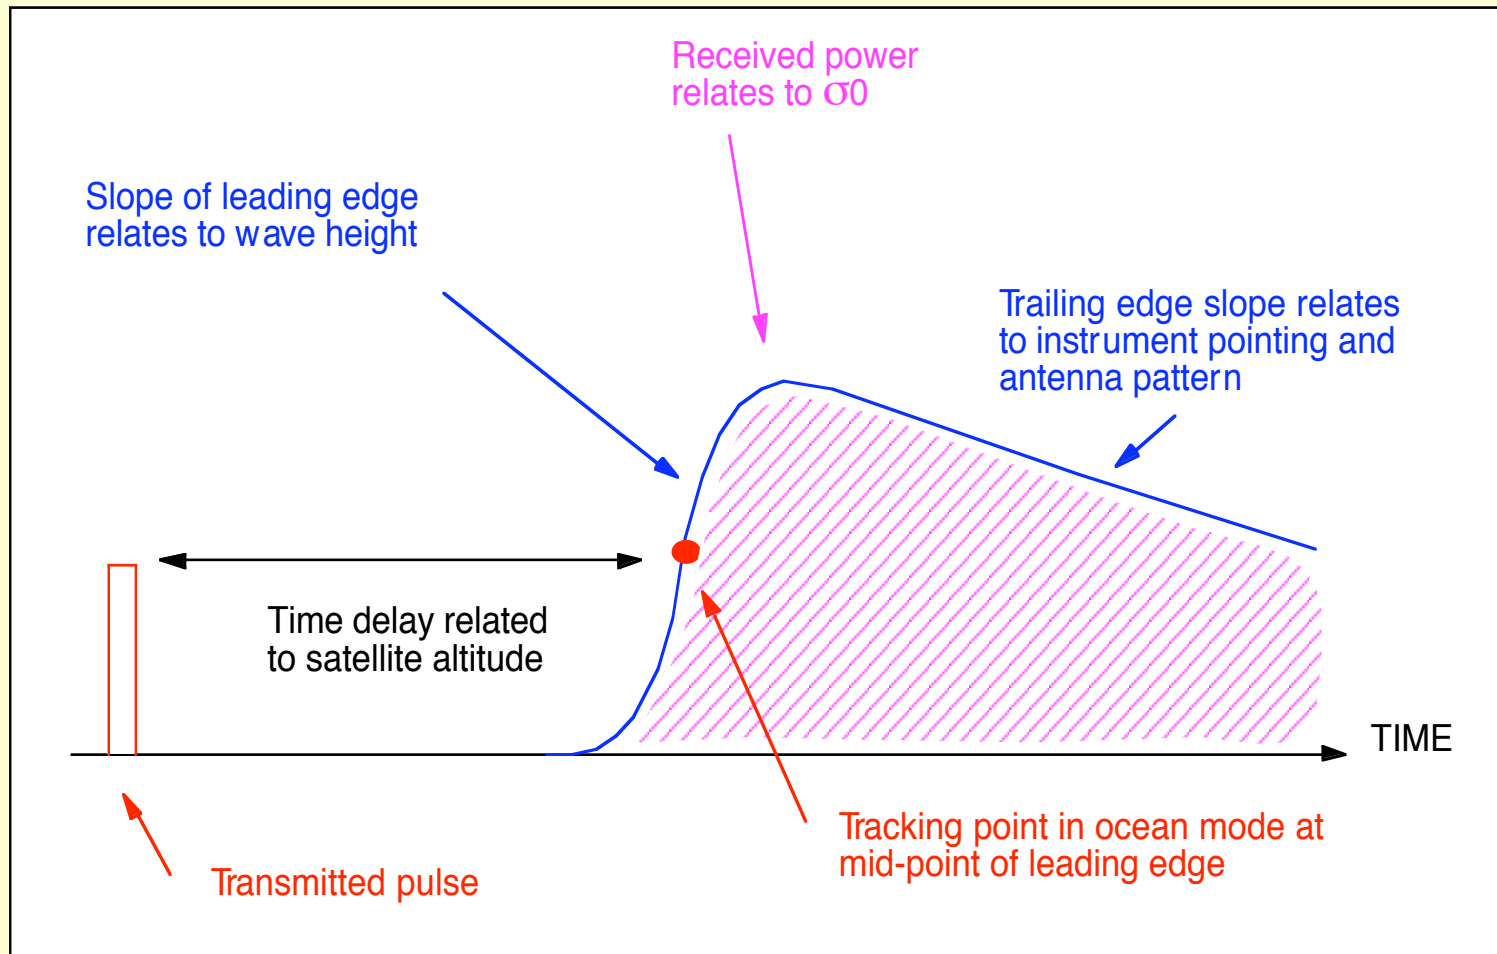 Received power
relates to σ0
Slope of leading edge
relates to wave height
Trailing edge slope relates
to instrument pointing and
antenna pattern
Time delay related
to satellite altitude
TIME
Tracking point in ocean mode at
mid-point of leading edge
Transmitted pulse